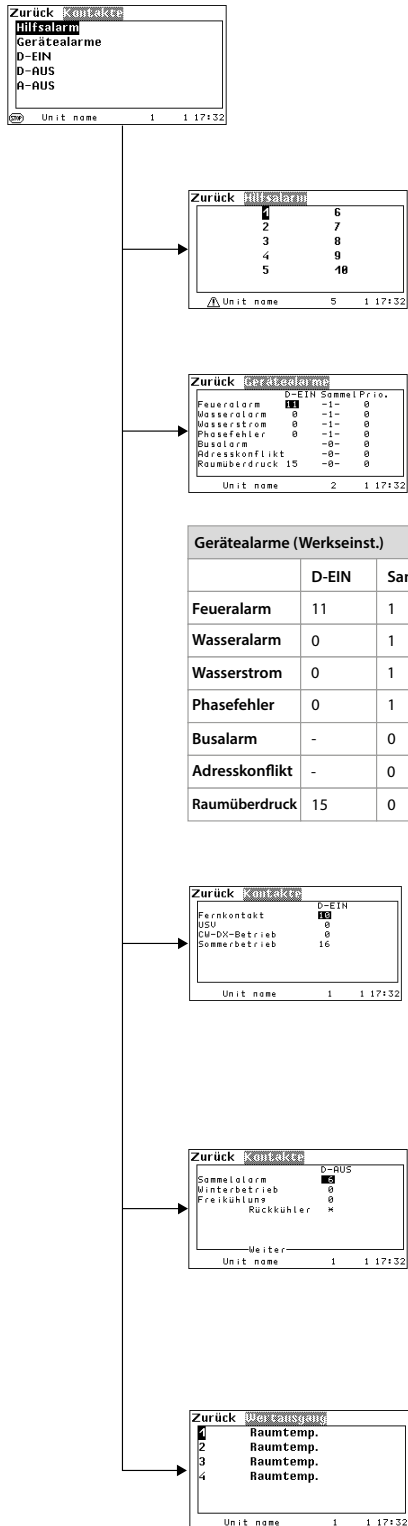 Zurück Kontakte
Hilfsalarm
Gerätealarme
D-EIN
D-AUS
A-AUS
STOP Unit name 1 1 17:32
Zurück Hilfsalarm
1 6
2 7
3 8
4 9
5 10
Unit name 5 1 17:32
Zurück Gerätealarme
D-EIN Sammel Prio.
Feueralarm 11 -1- 0
Wasseralarm 0 -1- 0
Wasserstrom 0 -1- 0
Phasefehler 0 -1- 0
Busalarm -0- 0
Adresskonflikt -0- 0
Raumüberdruck 15 -0- 0
Unit name 2 1 17:32
Gerätealarme (Werkseinst.)
D-EIN Sar
Feueralarm 11 1
Wasseralarm 0 1
Wasserstrom 0 1
Phasefehler 0 1
Busalarm - 0
Adresskonflikt - 0
Raumüberdruck 15 0
Zurück Kontakte
D-EIN
Fernkontakt 10
USV 0
CW-DX-Betrieb 0
Sommerbetrieb 16
Unit name 1 1 17:32
Zurück Kontakte
D-AUS
Sammelalarm 6
Winterbetrieb 0
Freikühlung 0
Rückkühler *
Weiter
Unit name 1 1 17:32
Zurück Wertausgang
1 Raumtemp.
2 Raumtemp.
3 Raumtemp.
4 Raumtemp.
Unit name 1 1 17:32